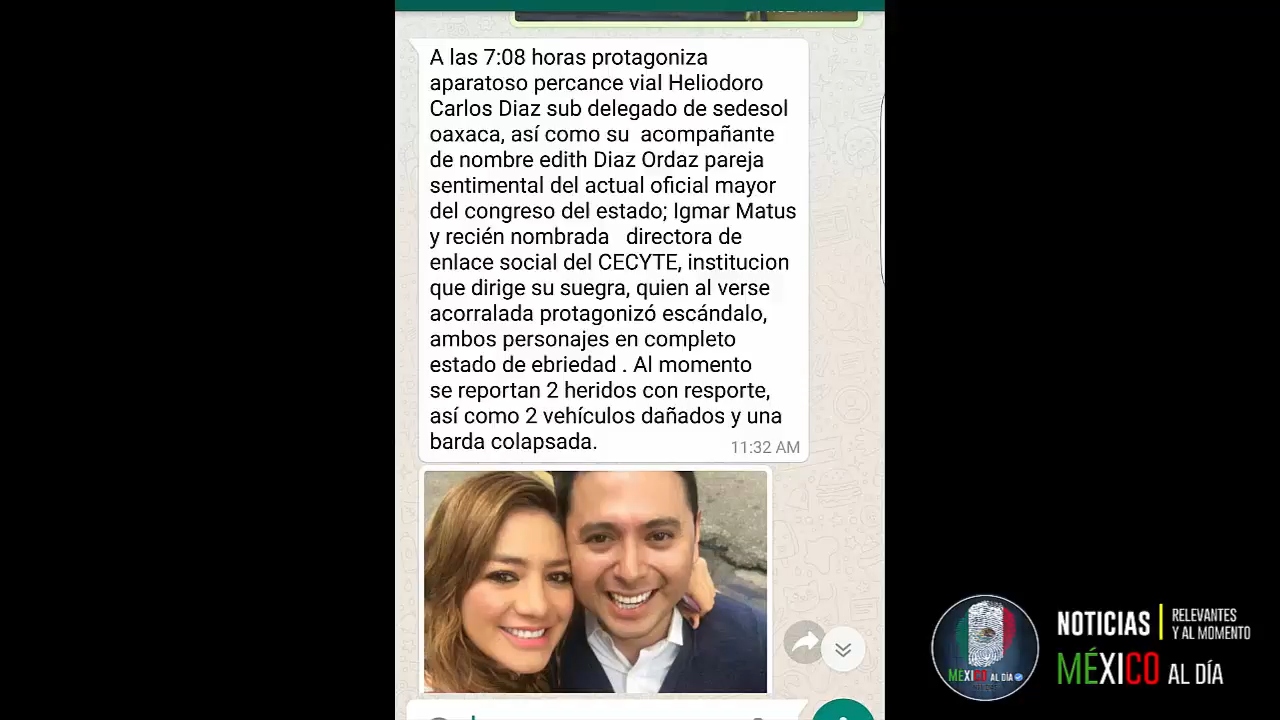 A las 7:08 horas protagoniza
aparatoso percance vial Heliodoro
Carlos Diaz sub delegado de sedesol
oaxaca, así como su acompañante
de nombre edith Diaz Ordaz pareja
sentimental del actual oficial mayor
del congreso del estado; Igmar Matus
y recién nombrada directora de
enlace social del CECYTE, institucion
que dirige su suegra, quien al verse
acorralada protagonizó escándalo,
ambos personajes en completo
estado de ebriedad . Al momento
se reportan 2 heridos con resporte,
así como 2 vehículos dañados y una
barda colapsada.
11:32 AM
MÉXICO AL DÍA
NOTICIAS
RELEVANTES
Y AL MOMENTO
MÉXICO AL DÍA